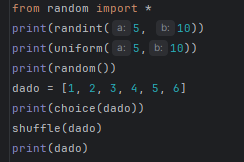 from random import *
print(randint( a: 5, b: 10))
print(uniform( a: 5, b: 10))
print(random())
dado = [1, 2, 3, 4, 5, 6]
print(choice(dado))
shuffle(dado)
print(dado)